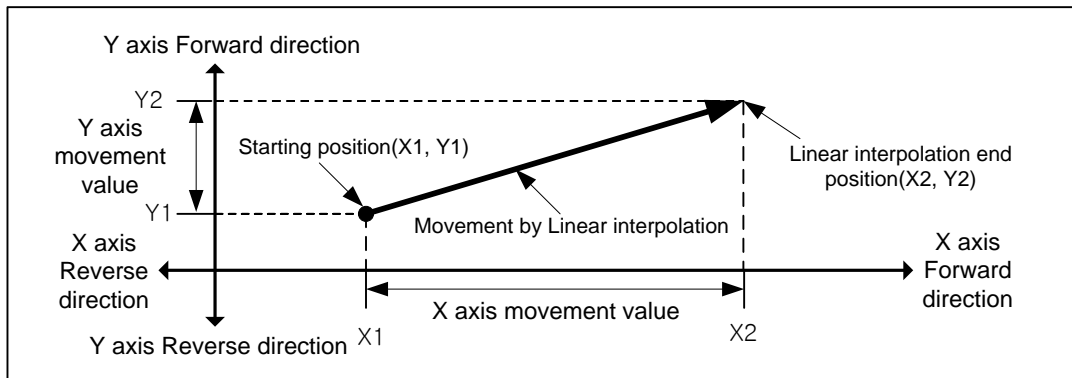 Y axis Forward direction
Y2
Y axis
movement
value
Starting position(X1, Y1)
Linear interpolation end
position(X2, Y2)
Y1
Movement by Linear interpolation
X axis
Reverse
direction
X axis
Forward
direction
X axis movement value
X1
X2
Y axis Reverse direction